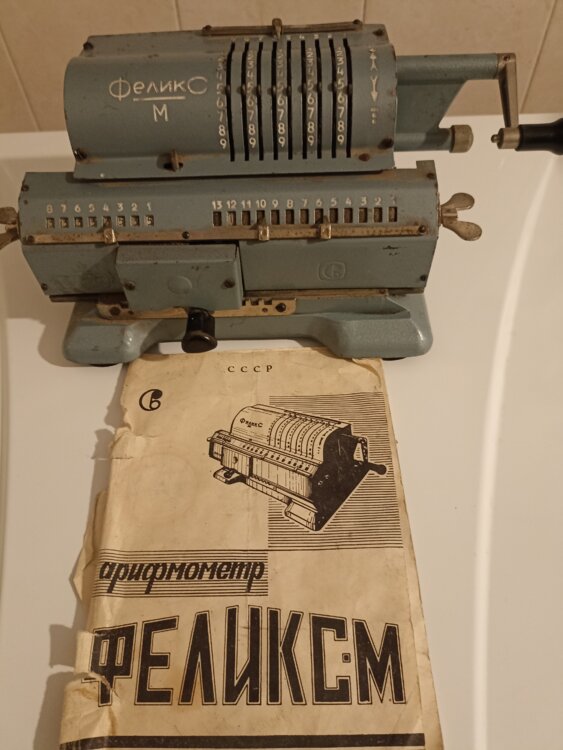 Феликс
М
8 7 6 5 4 3 2 1
13 12 11 10 9 8 7 6 5 4 3 2 1
СССР
Феликс
арифмометр
ФЕЛИКС-М